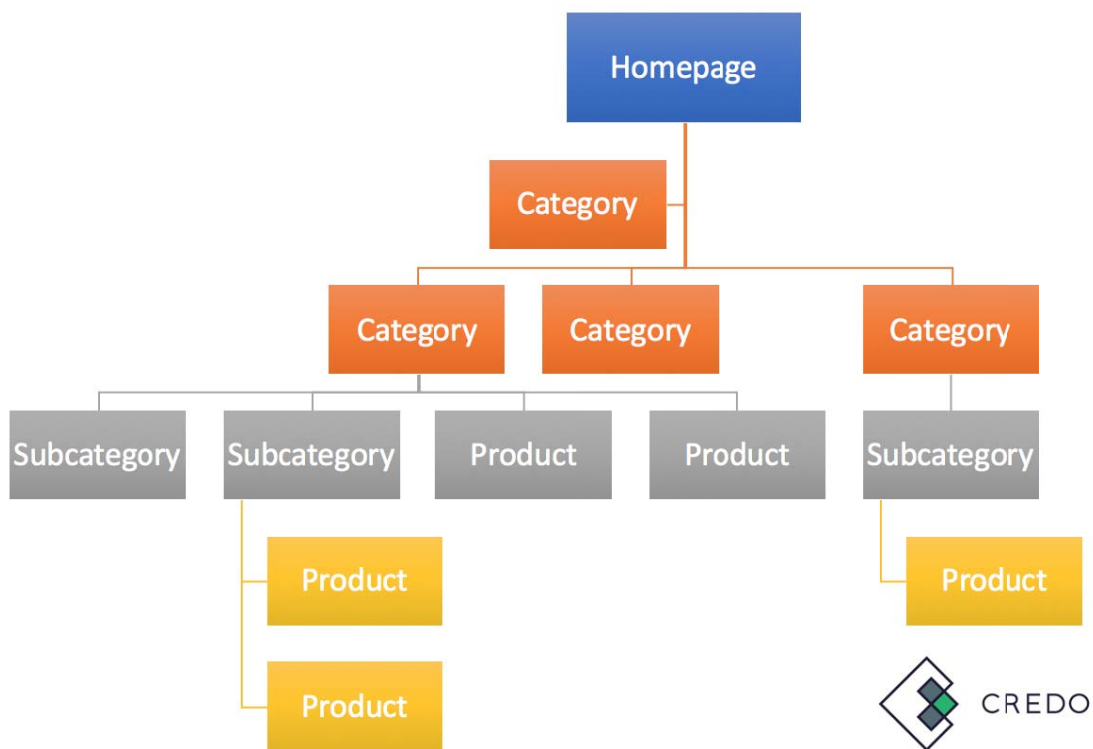 Homepage
Category
Category
Category
Category
Subcategory
Subcategory
Product
Product
Subcategory
Product
Product
Product
CREDO